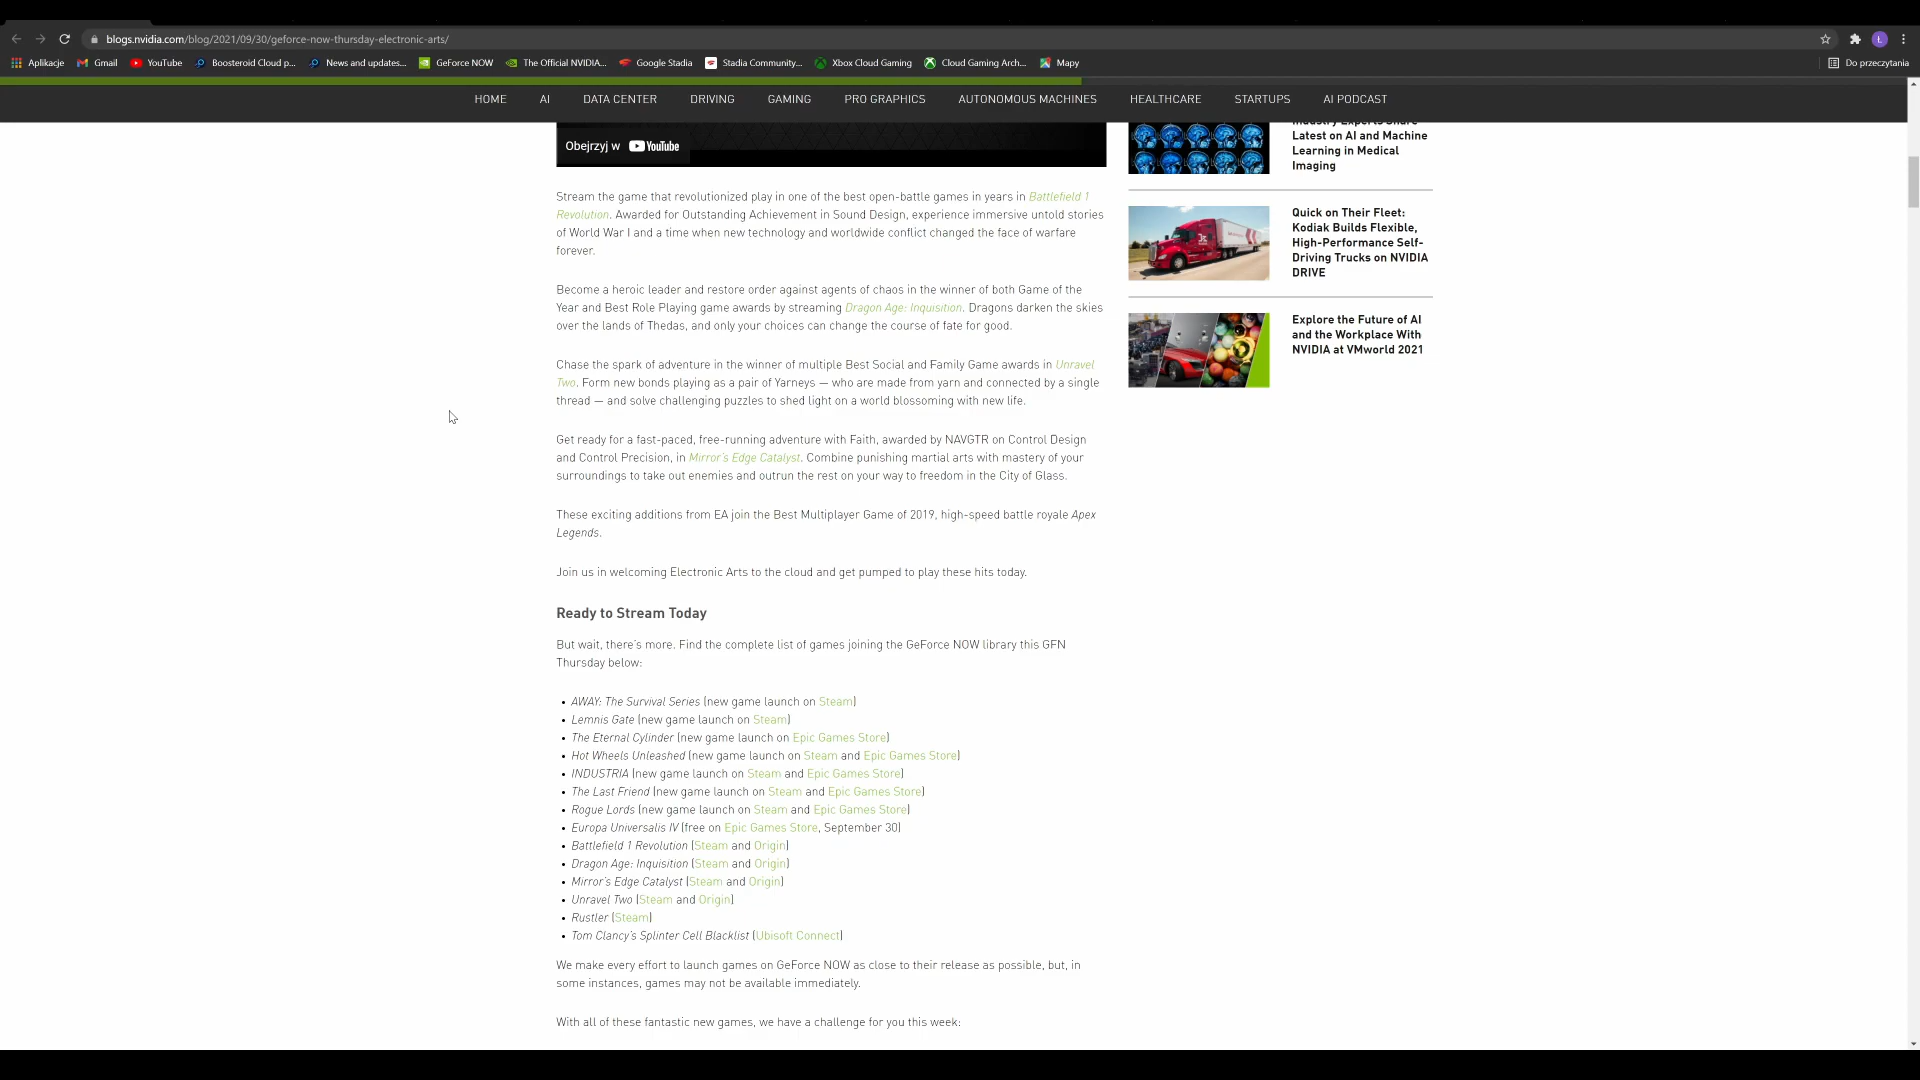 blogs.nvidia.com/blog/2021/09/30/geforce-now-thursday-electronic-arts/
L
Aplikacje Gmail YouTube Boosteroid Cloud p... News and updates... GeForce NOW The Official NVIDIA... Google Stadia Stadia Community... Xbox Cloud Gaming Cloud Gaming Arch... Mapy Do przeczytania
HOME AI DATA CENTER DRIVING GAMING PRO GRAPHICS AUTONOMOUS MACHINES HEALTHCARE STARTUPS AI PODCAST
Obejrzyj w YouTube
Stream the game that revolutionized play in one of the best open-battle games in years in Battlefield 1
Revolution. Awarded for Outstanding Achievement in Sound Design, experience immersive untold stories
of World War I and a time when new technology and worldwide conflict changed the face of warfare
forever.
Become a heroic leader and restore order against agents of chaos in the winner of both Game of the
Year and Best Role Playing game awards by streaming Dragon Age: Inquisition. Dragons darken the skies
over the lands of Thedas, and only your choices can change the course of fate for good.
Chase the spark of adventure in the winner of multiple Best Social and Family Game awards in Unravel
Two. Form new bonds playing as a pair of Yarneys — who are made from yarn and connected by a single
thread — and solve challenging puzzles to shed light on a world blossoming with new life.
Get ready for a fast-paced, free-running adventure with Faith, awarded by NAVGTR on Control Design
and Control Precision, in Mirror's Edge Catalyst. Combine punishing martial arts with mastery of your
surroundings to take out enemies and outrun the rest on your way to freedom in the City of Glass.
These exciting additions from EA join the Best Multiplayer Game of 2019, high-speed battle royale Apex
Legends.
Join us in welcoming Electronic Arts to the cloud and get pumped to play these hits today.
Ready to Stream Today
But wait, there's more. Find the complete list of games joining the GeForce NOW library this GFN
Thursday below:
• AWAY: The Survival Series (new game launch on Steam)
• Lemnis Gate (new game launch on Steam)
• The Eternal Cylinder (new game launch on Epic Games Store)
• Hot Wheels Unleashed (new game launch on Steam and Epic Games Store)
• INDUSTRIA (new game launch on Steam and Epic Games Store)
• The Last Friend (new game launch on Steam and Epic Games Store)
• Rogue Lords (new game launch on Steam and Epic Games Store)
• Europa Universalis IV (free on Epic Games Store, September 30)
• Battlefield 1 Revolution (Steam and Origin)
• Dragon Age: Inquisition (Steam and Origin)
• Mirror's Edge Catalyst (Steam and Origin)
• Unravel Two (Steam and Origin)
• Rustler (Steam)
• Tom Clancy's Splinter Cell Blacklist (Ubisoft Connect)
We make every effort to launch games on GeForce NOW as close to their release as possible, but, in
some instances, games may not be available immediately.
With all of these fantastic new games, we have a challenge for you this week:
Industry Experts Share
Latest on AI and Machine
Learning in Medical
Imaging
Quick on Their Fleet:
Kodiak Builds Flexible,
High-Performance Self-
Driving Trucks on NVIDIA
DRIVE
Explore the Future of AI
and the Workplace With
NVIDIA at VMworld 2021